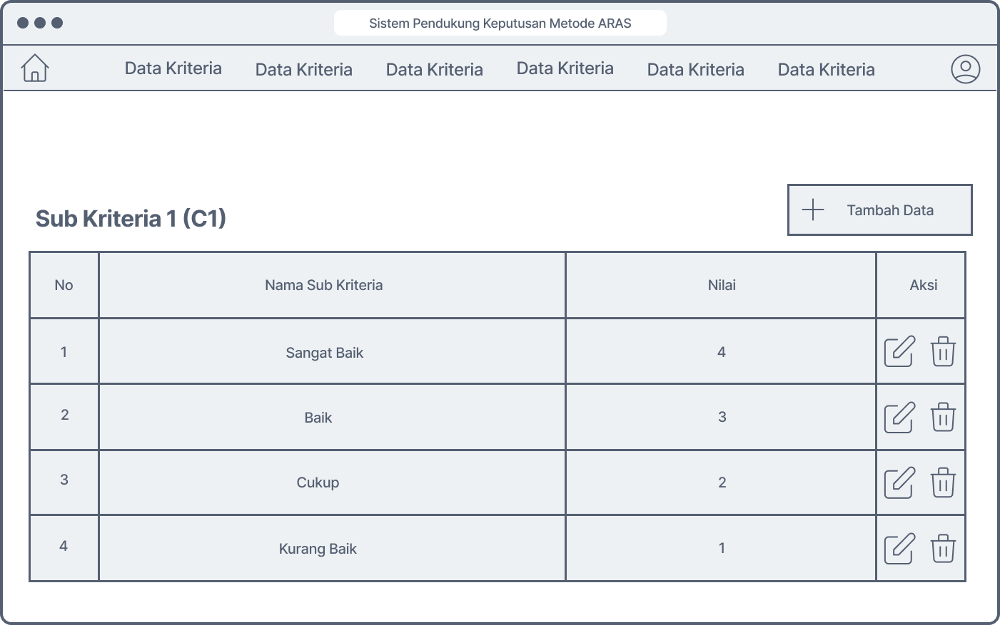 Sistem Pendukung Keputusan Metode ARAS
Data Kriteria Data Kriteria Data Kriteria Data Kriteria Data Kriteria Data Kriteria
Tambah Data
Sub Kriteria 1 (C1)
No Nama Sub Kriteria Nilai Aksi
1 Sangat Baik 4
2 Baik 3
3 Cukup 2
4 Kurang Baik 1